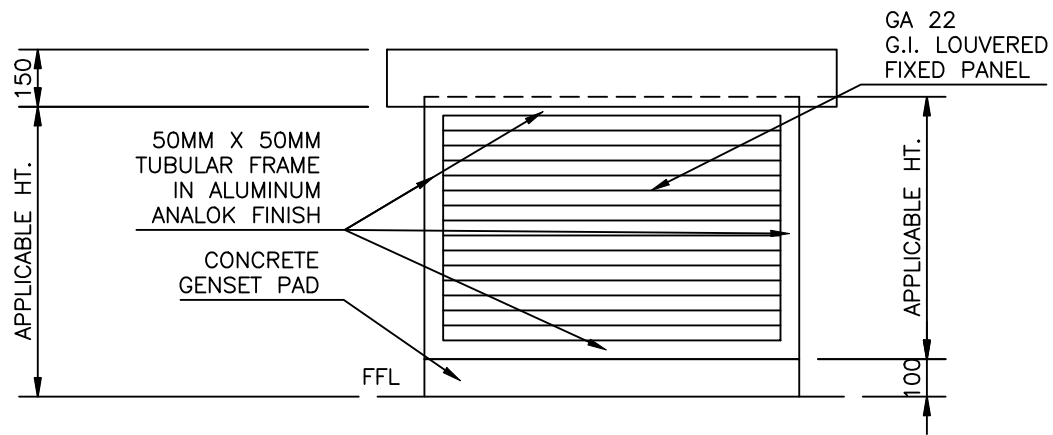 GA 22
G.I. LOUVERED
FIXED PANEL
150
50MM X 50MM
TUBULAR FRAME
IN ALUMINUM
ANALOK FINISH
APPLICABLE HT.
APPLICABLE HT.
CONCRETE
GENSET PAD
FFL
100